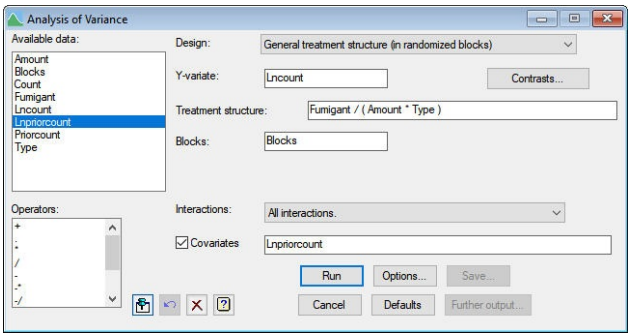 Analysis of Variance
Available data:
Amount
Blocks
Count
Fumigant
Lncount
Lnpriorcount
Priorcount
Type
Design: General treatment structure (in randomized blocks)
Y-variate: Lncount Contrasts...
Treatment structure: Fumigant / ( Amount * Type )
Blocks: Blocks
Operators:
+
.
*
/
-
-*
-/
Interactions: All interactions.
Covariates Lnpriorcount
Run Options... Save...
Cancel Defaults Further output...